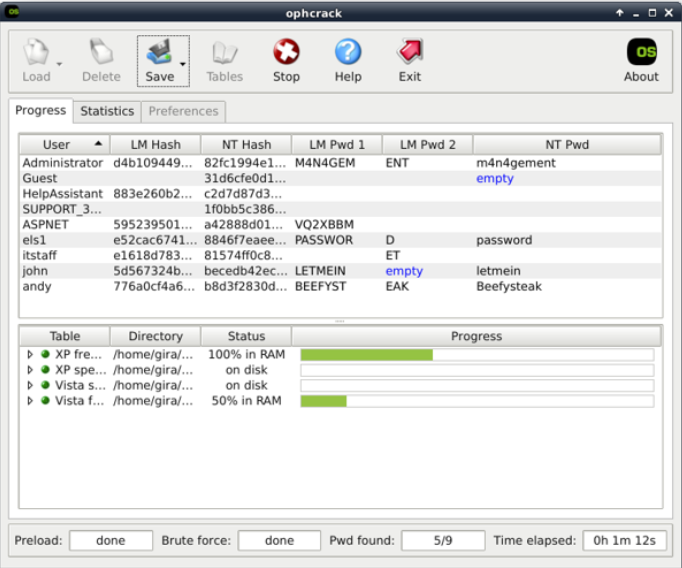 ophcrack
Load Delete Save Tables Stop Help Exit About
OS
Progress Statistics Preferences
User LM Hash NT Hash LM Pwd 1 LM Pwd 2 NT Pwd
Administrator d4b109449... 82fc1994e1... M4N4GEM ENT m4n4gement
Guest 31d6cfe0d1... empty
HelpAssistant 883e260b2... c2d7d87d3...
SUPPORT_3... 1f0bb5c386...
ASPNET 595239501... a42888d01... VQ2XBBM
els1 e52cac6741... 8846f7eaee... PASSWOR D password
itstaff e1618d783... 81574ff0c8... ET
john 5d567324b... becedb42ec... LETMEIN empty letmein
andy 776a0cf4a6... b8d3f2830d... BEEFYST EAK Beefysteak
Table Directory Status Progress
XP fre... /home/gira/... 100% in RAM
XP spe... /home/gira/... on disk
Vista s... /home/gira/... on disk
Vista f... /home/gira/... 50% in RAM
Preload: done Brute force: done Pwd found: 5/9 Time elapsed: 0h 1m 12s